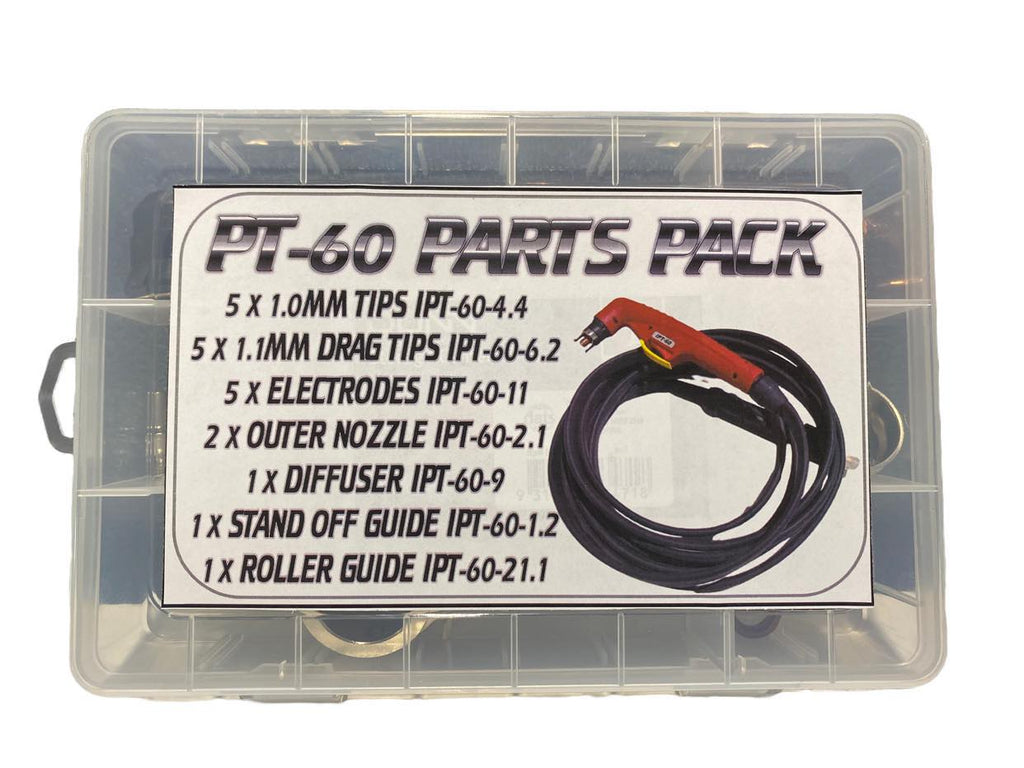 PT-60 PARTS PACK
5 X 1.0MM TIPS IPT-60-4.4
5 X 1.1MM DRAG TIPS IPT-60-6.2
5 X ELECTRODES IPT-60-11
2 X OUTER NOZZLE IPT-60-2.1
1 X DIFFUSER IPT-60-9
1 X STAND OFF GUIDE IPT-60-1.2
1 X ROLLER GUIDE IPT-60-21.1
IPT-60